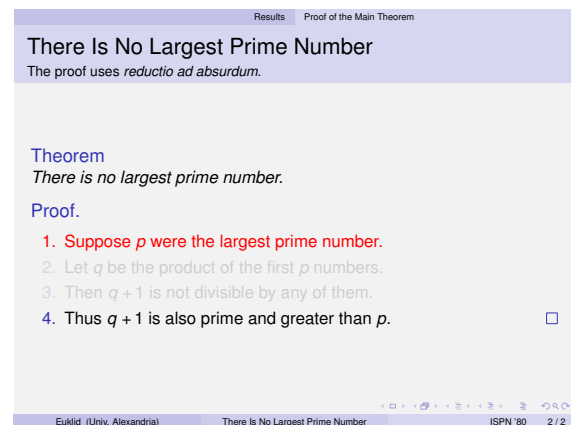 Results Proof of the Main Theorem
There Is No Largest Prime Number
The proof uses reductio ad absurdum.
Theorem
There is no largest prime number.
Proof.
1. Suppose p were the largest prime number.
2. Let q be the product of the first p numbers.
3. Then q + 1 is not divisible by any of them.
4. Thus q + 1 is also prime and greater than p.
Euklid (Univ. Alexandria) There Is No Largest Prime Number ISPN '80 2 / 2